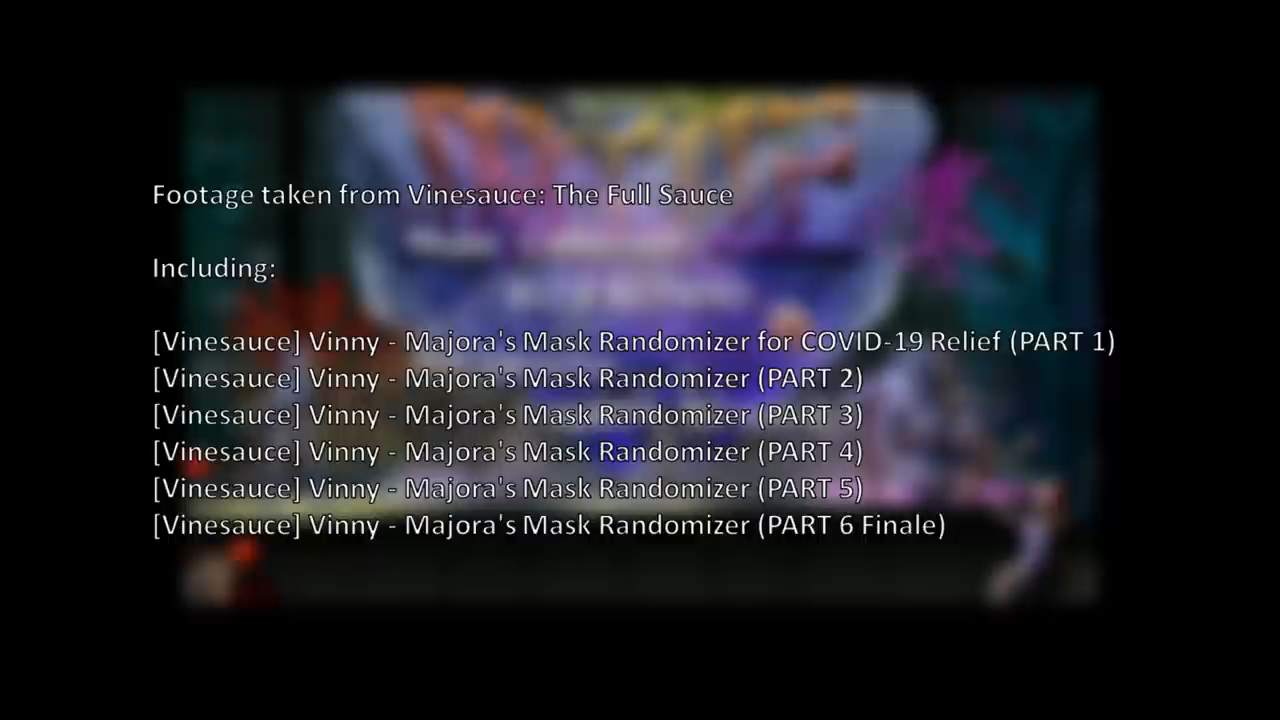 Footage taken from Vinesauce: The Full Sauce
Including:
[Vinesauce] Vinny - Majora's Mask Randomizer for COVID-19 Relief (PART 1)
[Vinesauce] Vinny - Majora's Mask Randomizer (PART 2)
[Vinesauce] Vinny - Majora's Mask Randomizer (PART 3)
[Vinesauce] Vinny - Majora's Mask Randomizer (PART 4)
[Vinesauce] Vinny - Majora's Mask Randomizer (PART 5)
[Vinesauce] Vinny - Majora's Mask Randomizer (PART 6 Finale)